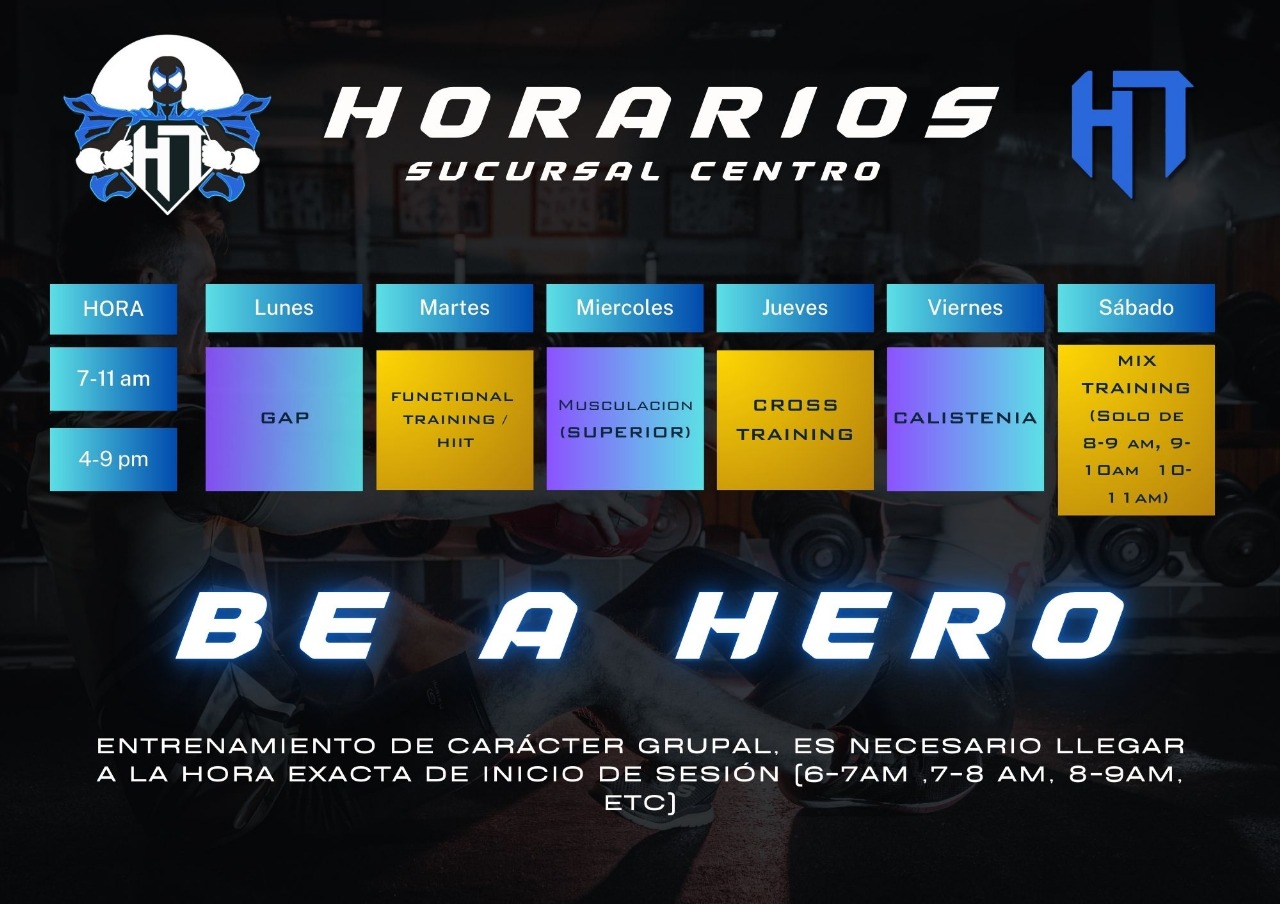 HT
HORARIOS
HT
SUCURSAL CENTRO
HORA
Lunes
Martes
Miercoles
Jueves
Viernes
Sábado
7-11 am
4-9 pm
GAP
FUNCTIONAL
TRAINING /
HIIT
Musculacion
(SUPERIOR)
CROSS
TRAINING
CALISTENIA
MIX
TRAINING
(Solo de
8-9 am, 9-
10am 10-
11am)
BE A HERO
ENTRENAMIENTO DE CARÁCTER GRUPAL, ES NECESARIO LLEGAR
A LA HORA EXACTA DE INICIO DE SESIÓN (6-7AM ,7-8 AM, 8-9AM,
ETC)